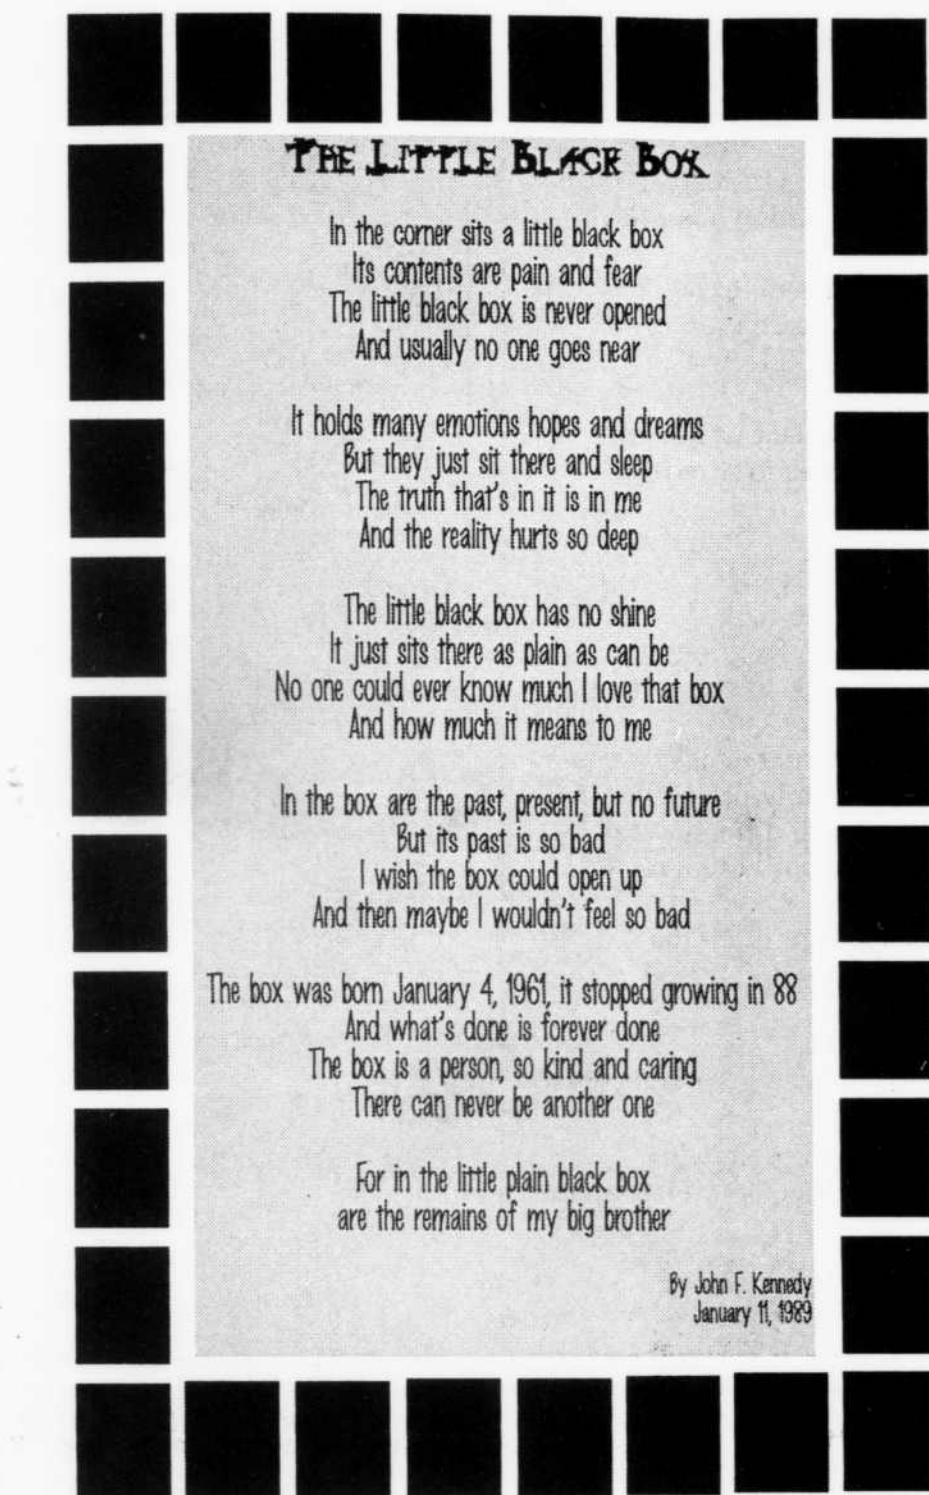 THE LITTLE BLACK BOX
In the corner sits a little black box
Its contents are pain and fear
The little black box is never opened
And usually no one goes near
It holds many emotions hopes and dreams
But they just sit there and sleep
The truth that's in it is in me
And the reality hurts so deep
The little black box has no shine
It just sits there as plain as can be
No one could ever know much I love that box
And how much it means to me
In the box are the past, present, but no future
But its past is so bad
I wish the box could open up
And then maybe I wouldn't feel so bad
The box was born January 4, 1961, it stopped growing in 88
And what's done is forever done
The box is a person, so kind and caring
There can never be another one
For in the little plain black box
are the remains of my big brother
By John F. Kennedy
January 11, 1989